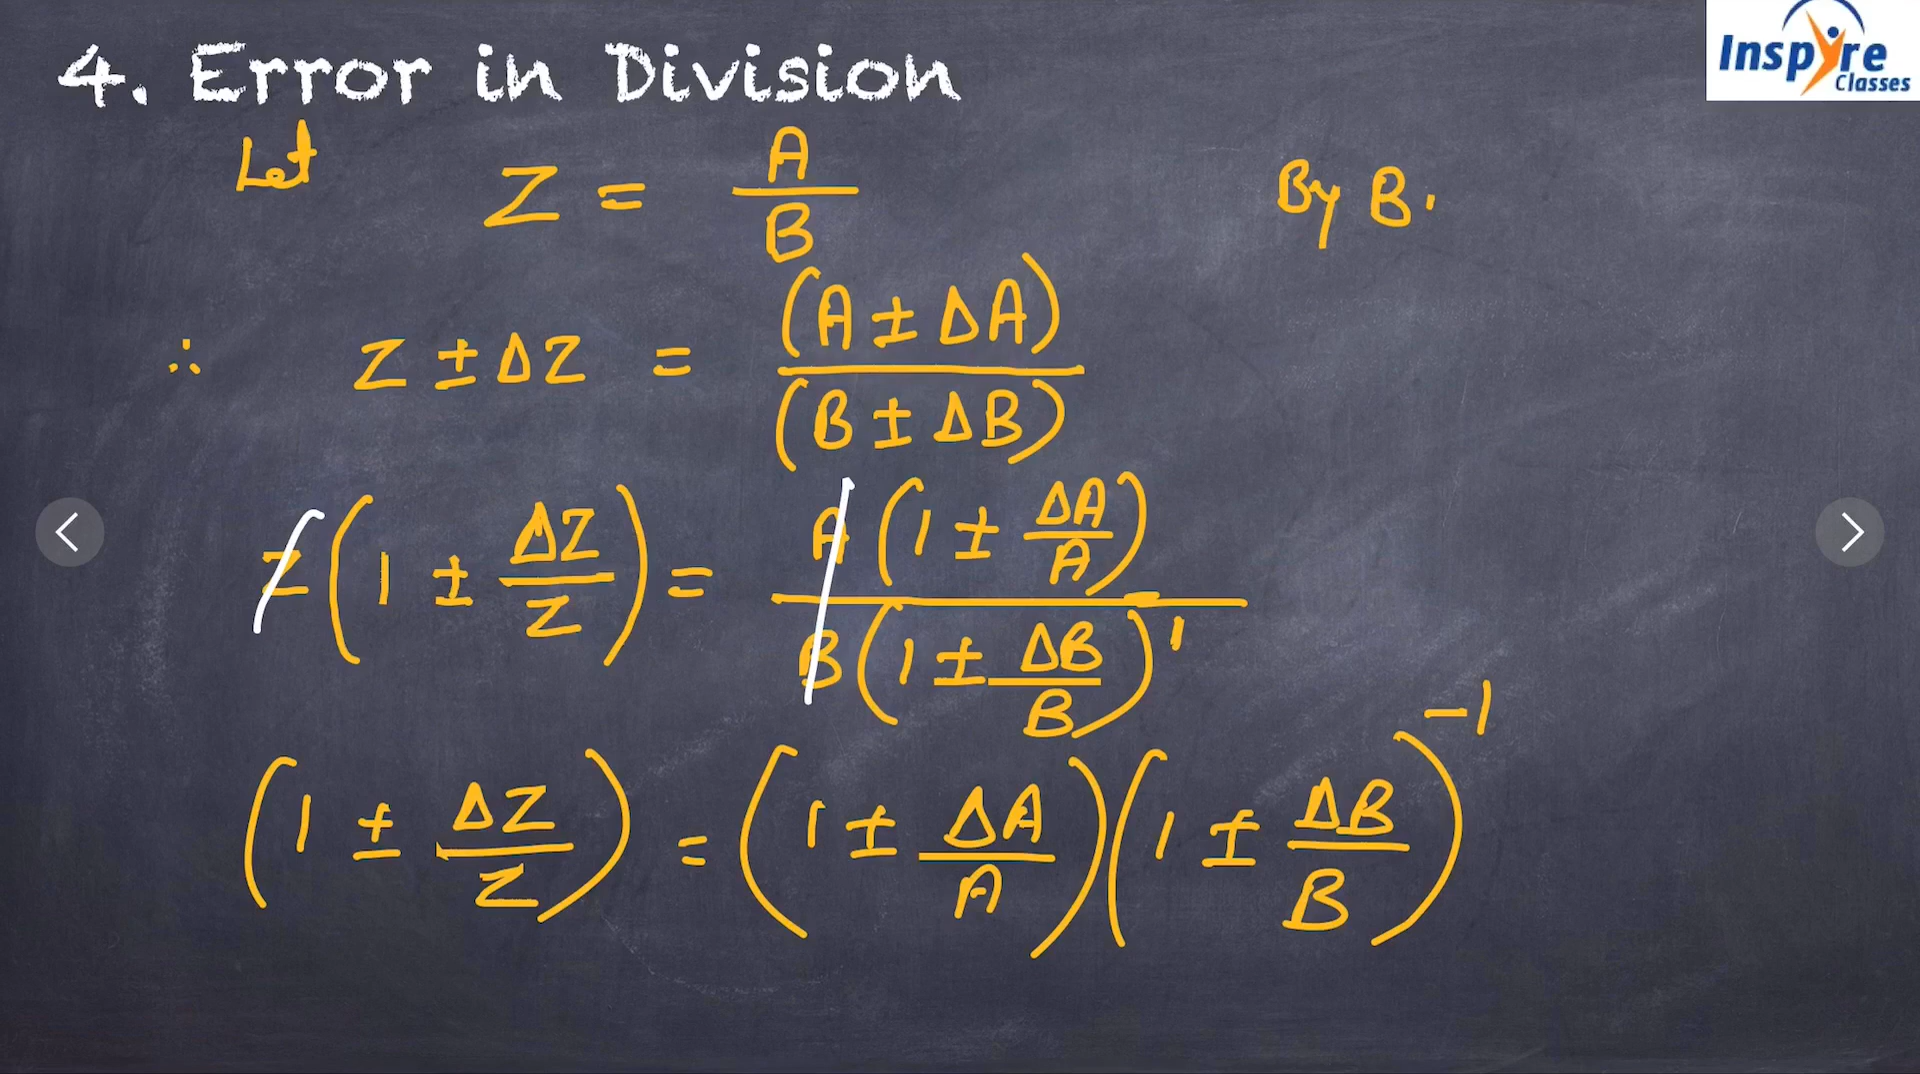 4. Error in Division
Inspyre
Classes
Let Z = A/B
By B.
∴ Z ± ΔZ = (A ± ΔA)/(B ± ΔB)
Z(1 ± ΔZ/Z) = A(1 ± ΔA/A)/B(1 ± ΔB/B)¹
(1 ± ΔZ/Z) = (1 ± ΔA/A)(1 ± ΔB/B)⁻¹